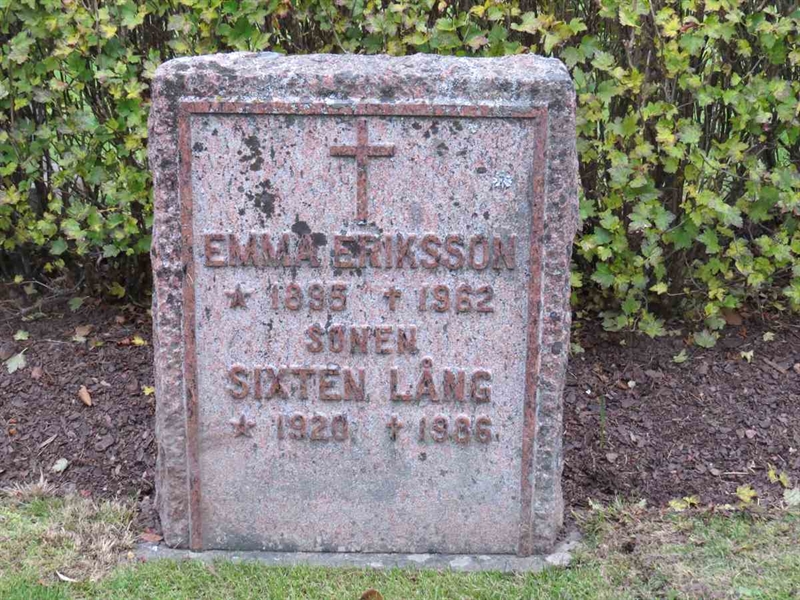 EMMA ERIKSSON
★ 1895 ✝ 1962
SONEN
SIXTEN LÅNG
★ 1920 ✝ 1986